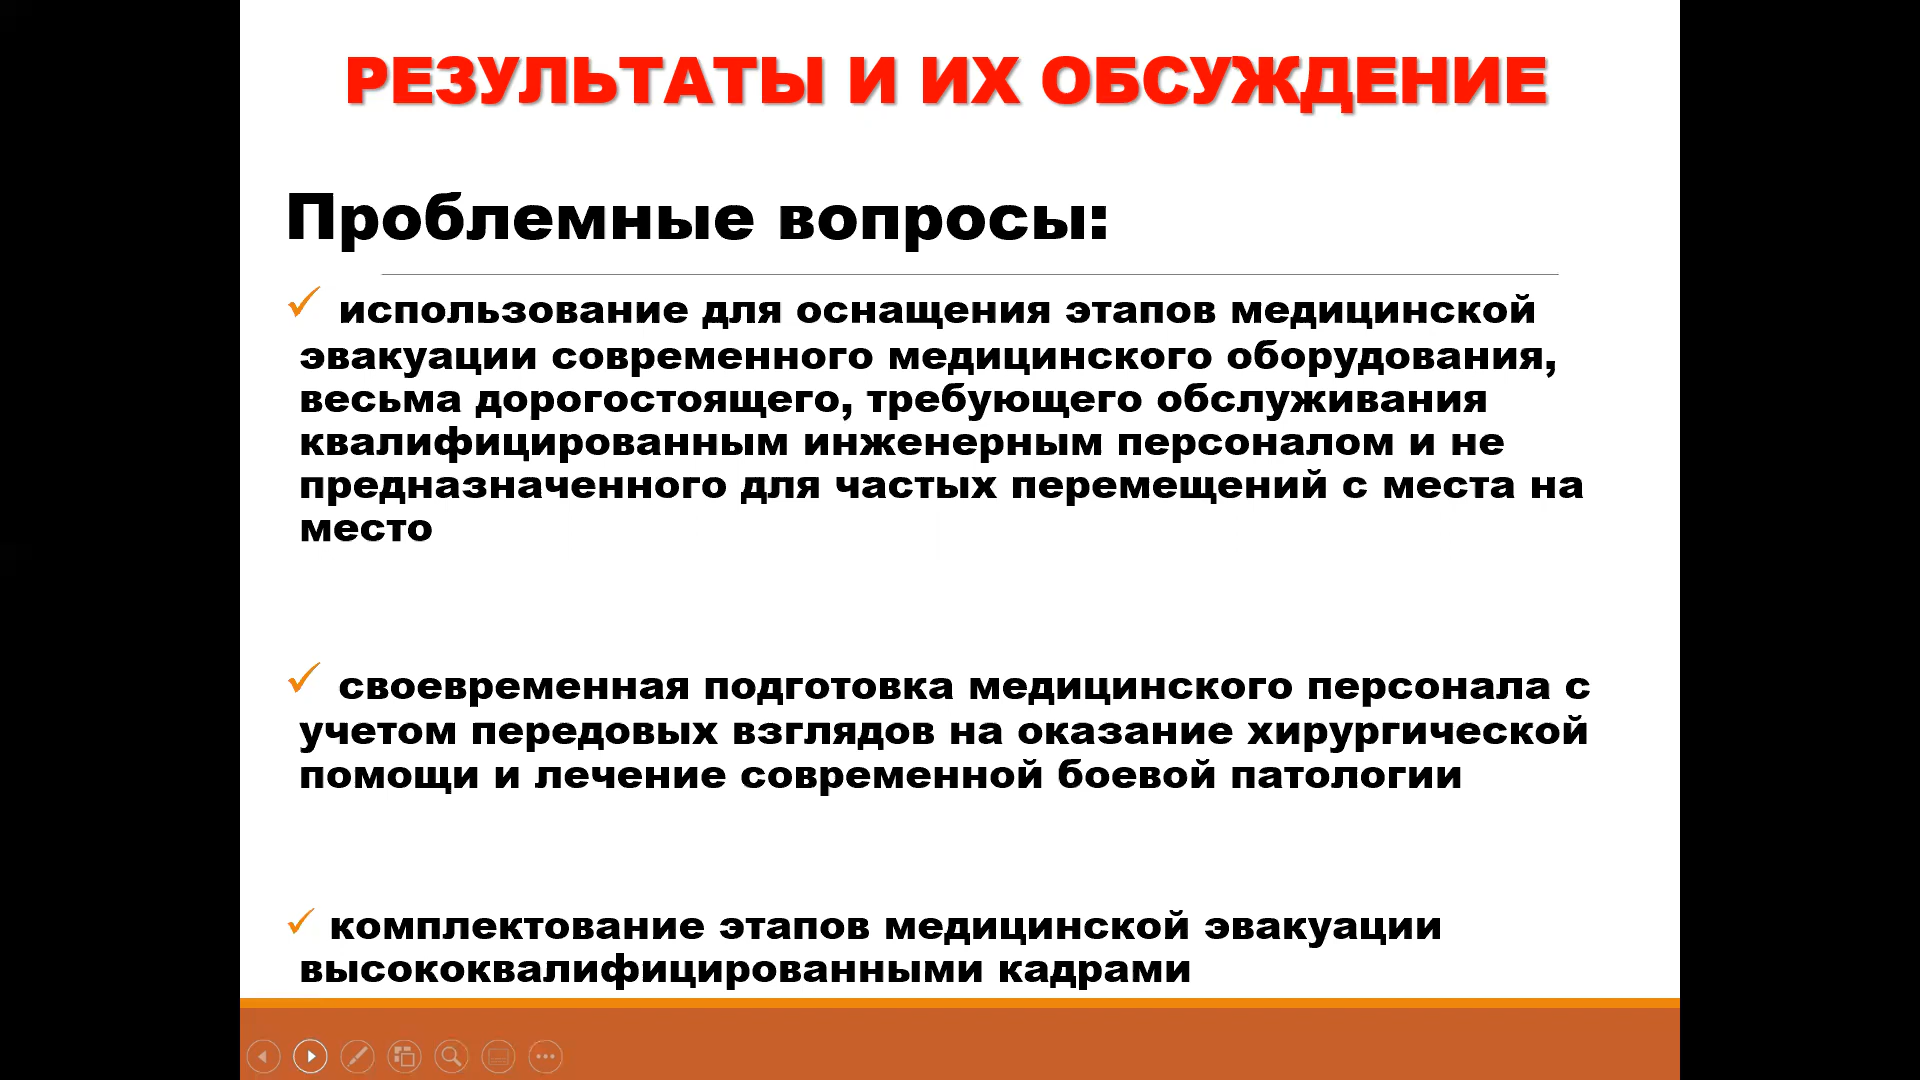 РЕЗУЛЬТАТЫ И ИХ ОБСУЖДЕНИЕ
Проблемные вопросы:
использование для оснащения этапов медицинской
эвакуации современного медицинского оборудования,
весьма дорогостоящего, требующего обслуживания
квалифицированным инженерным персоналом и не
предназначенного для частых перемещений с места на
место
своевременная подготовка медицинского персонала с
учетом передовых взглядов на оказание хирургической
помощи и лечение современной боевой патологии
комплектование этапов медицинской эвакуации
высококвалифицированными кадрами